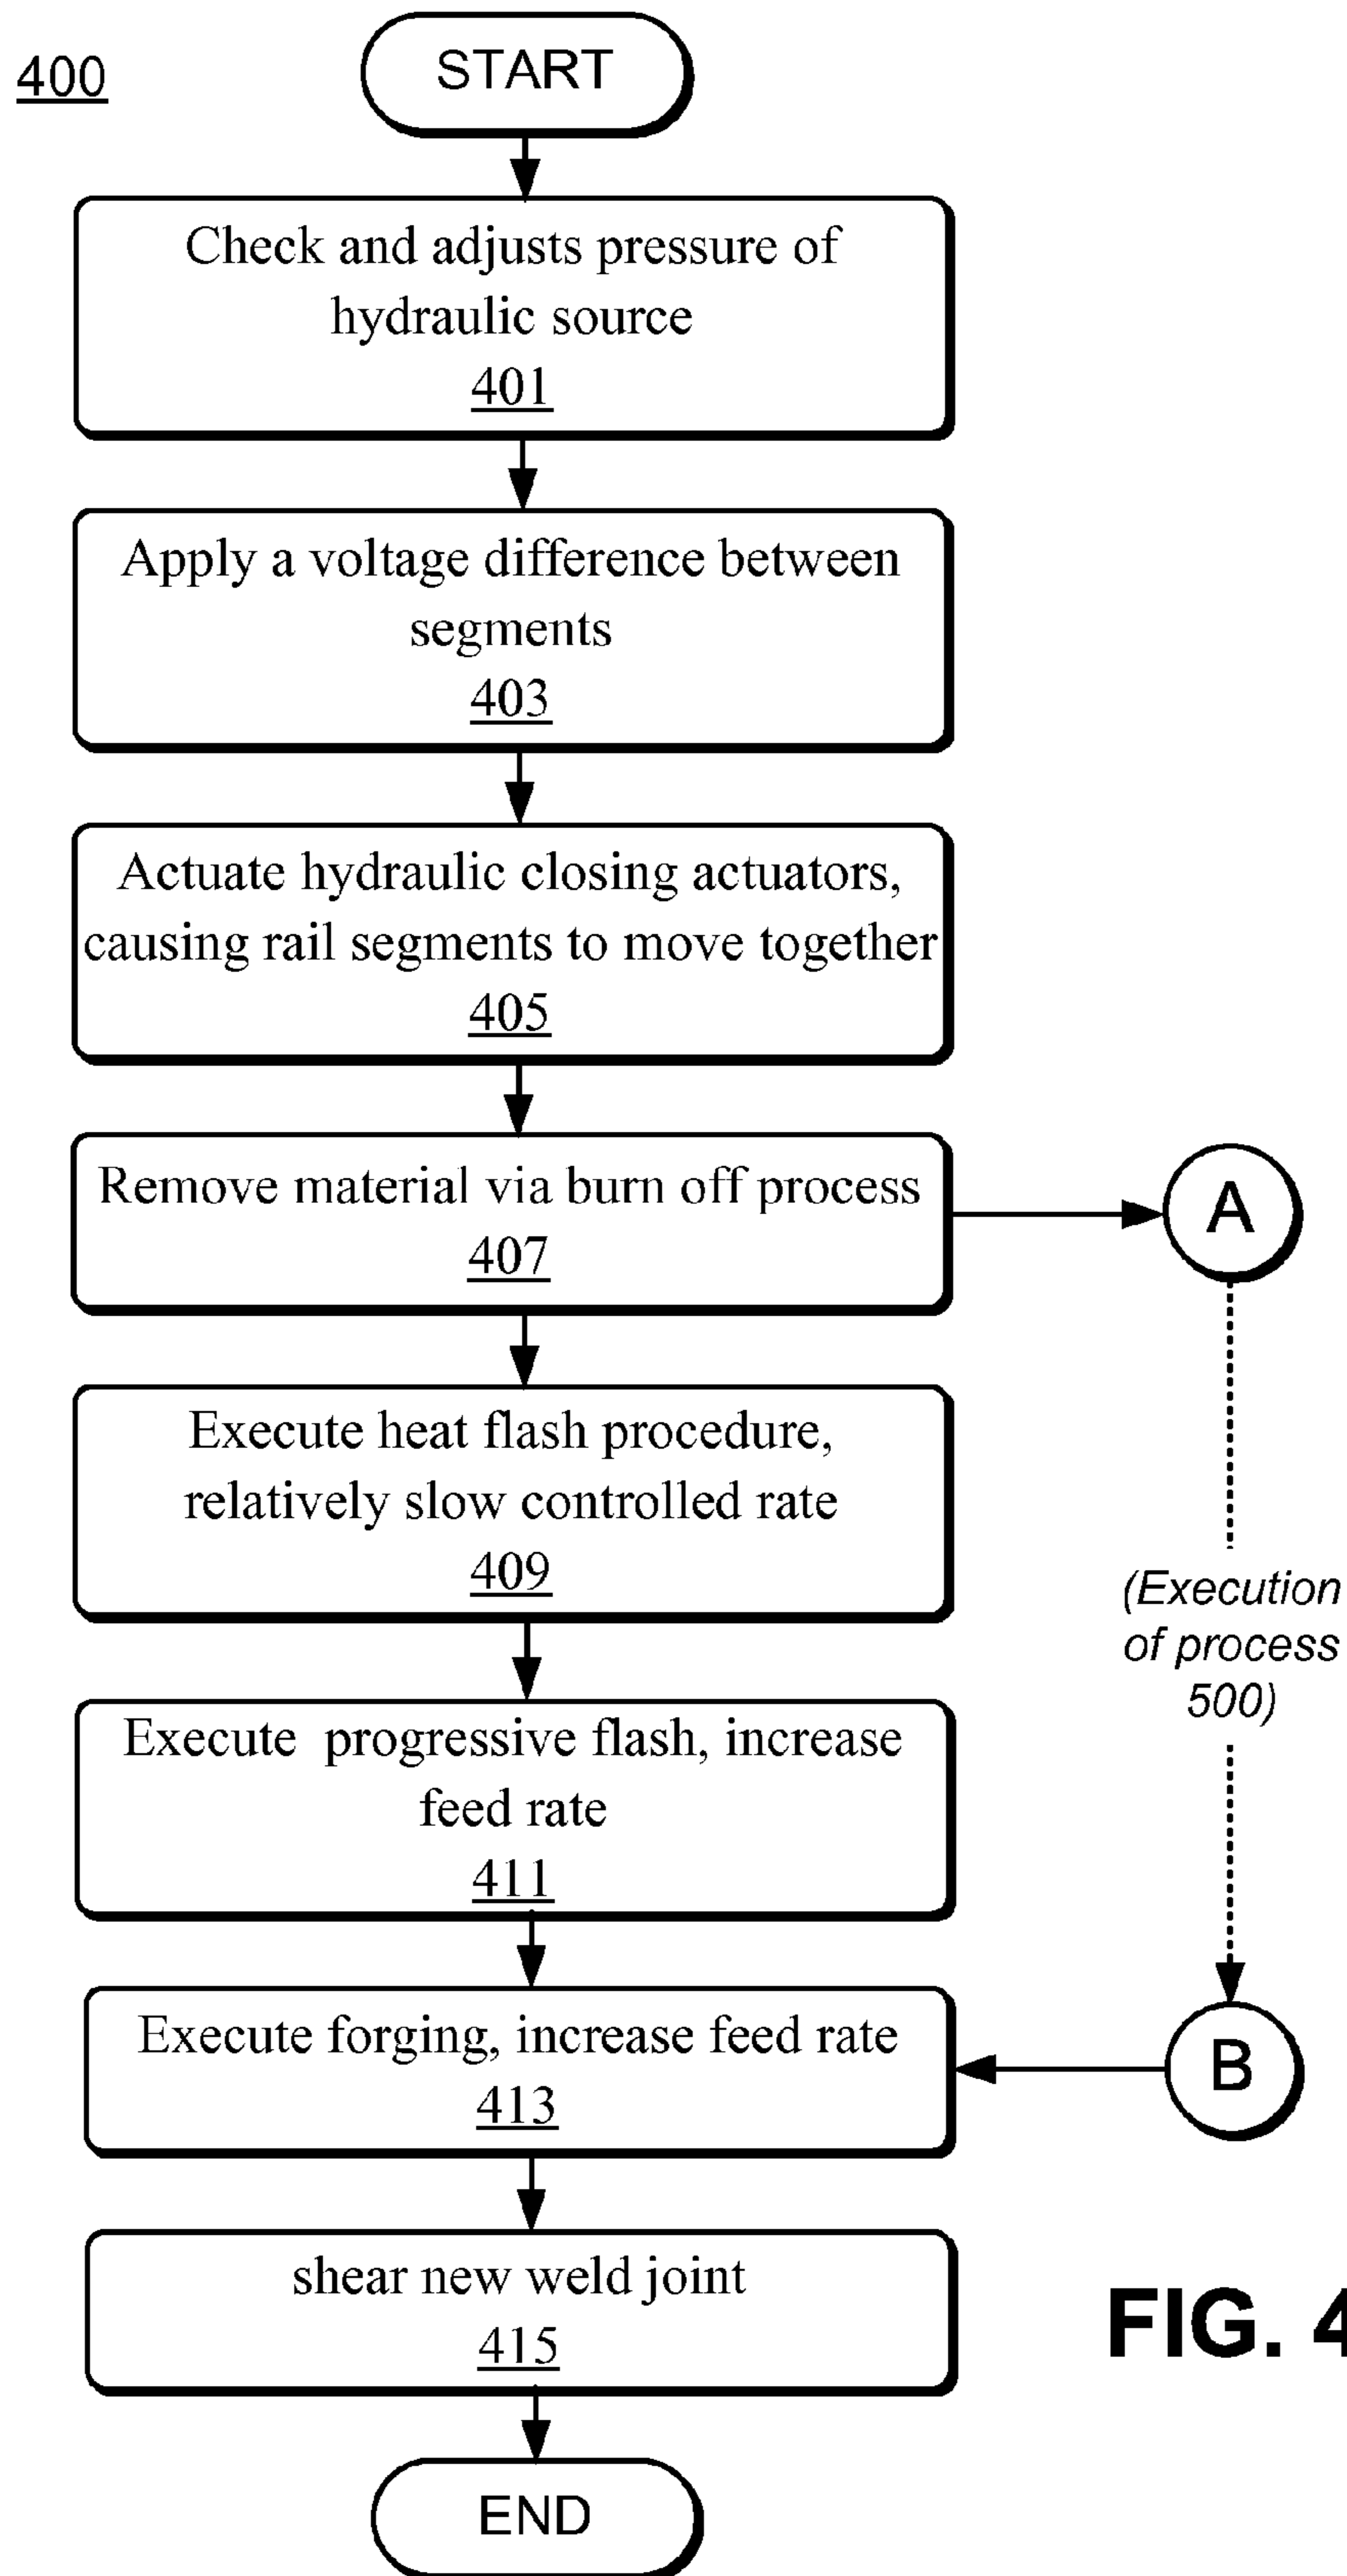 400
START
Check and adjusts pressure of
hydraulic source
401
Apply a voltage difference between
segments
403
Actuate hydraulic closing actuators,
causing rail segments to move together
405
Remove material via burn off process
407
A
Execute heat flash procedure,
relatively slow controlled rate
409
(Execution
of process
500)
Execute progressive flash, increase
feed rate
411
Execute forging, increase feed rate
413
B
shear new weld joint
415
FIG. 4
END